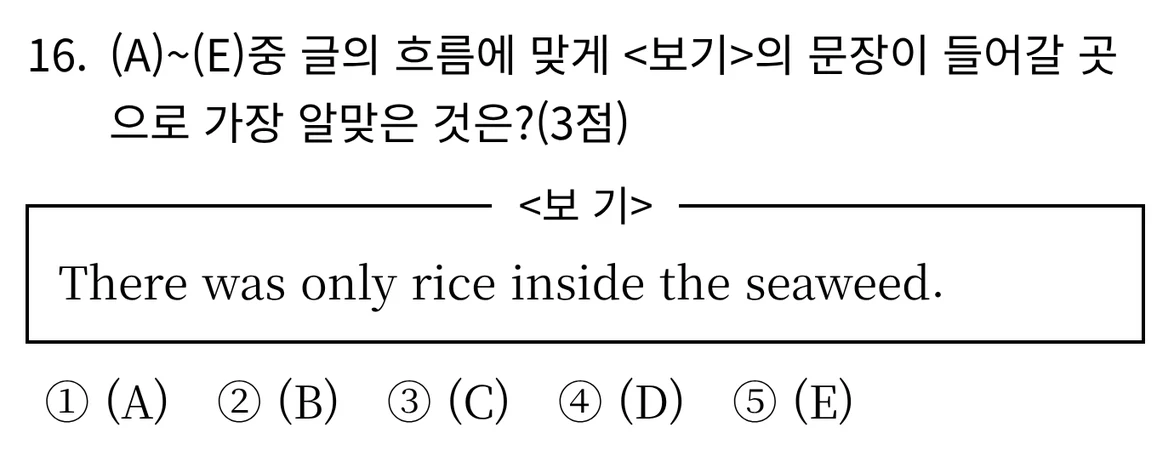 16. (A)~(E)중 글의 흐름에 맞게 <보기>의 문장이 들어갈 곳
으로 가장 알맞은 것은?(3점)
<보 기>
There was only rice inside the seaweed.
① (A) ② (B) ③ (C) ④ (D) ⑤ (E)